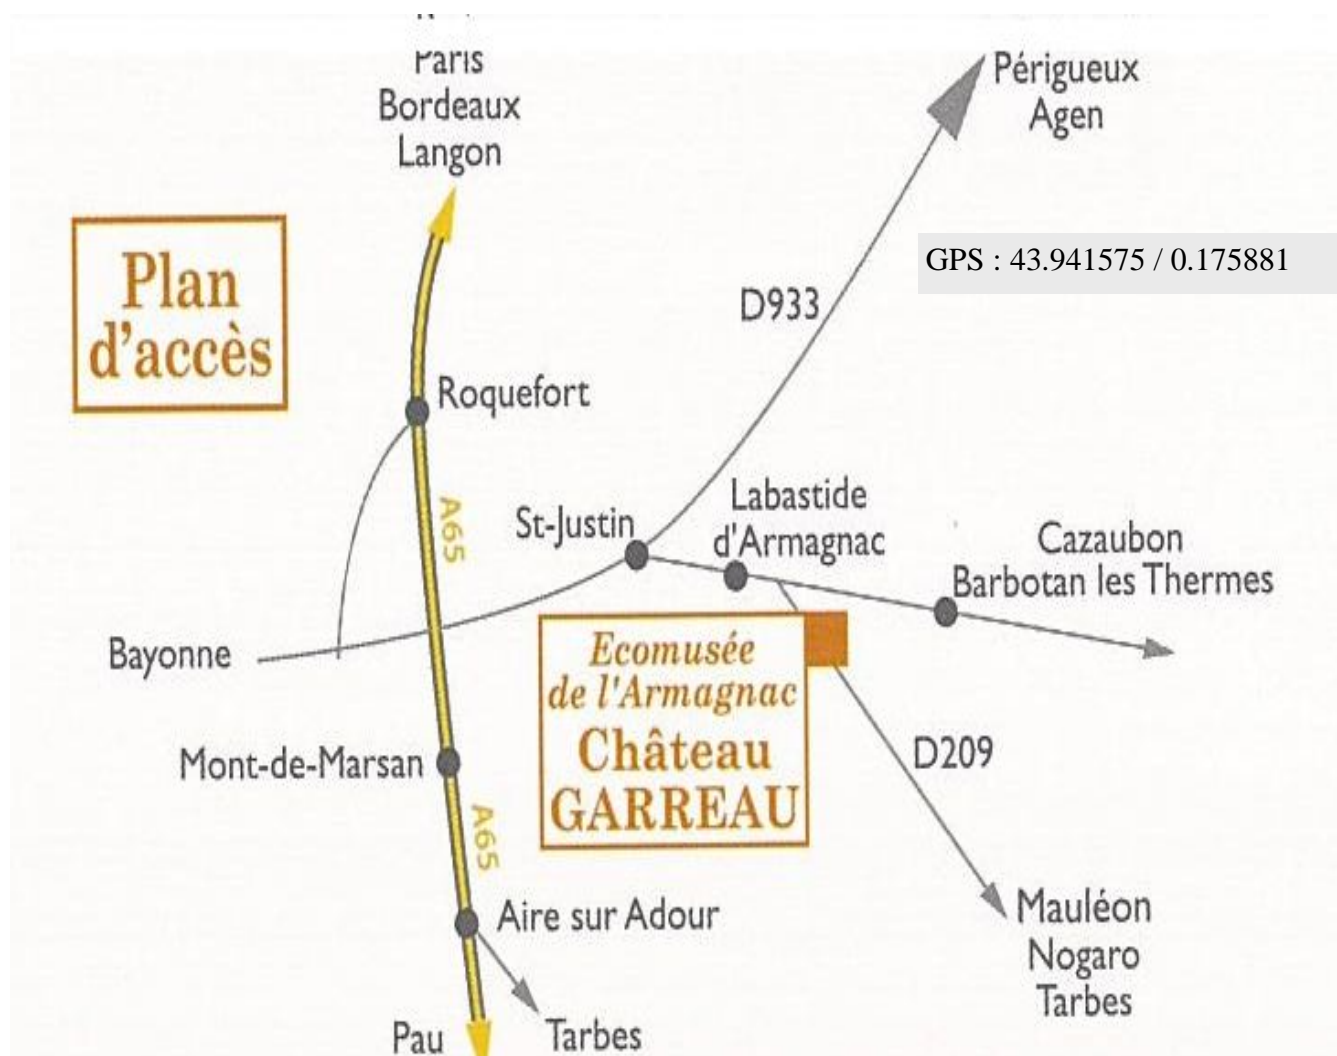 Paris
Bordeaux
Langon
Périgueux
Agen
Plan
d'accès
GPS : 43.941575 / 0.175881
D933
Roquefort
A65
St-Justin
Labastide
d'Armagnac
Cazaubon
Barbotan les Thermes
Bayonne
Ecomusée
de l'Armagnac
Château
GARREAU
Mont-de-Marsan
D209
A65
Aire sur Adour
Mauléon
Nogaro
Tarbes
Pau
Tarbes